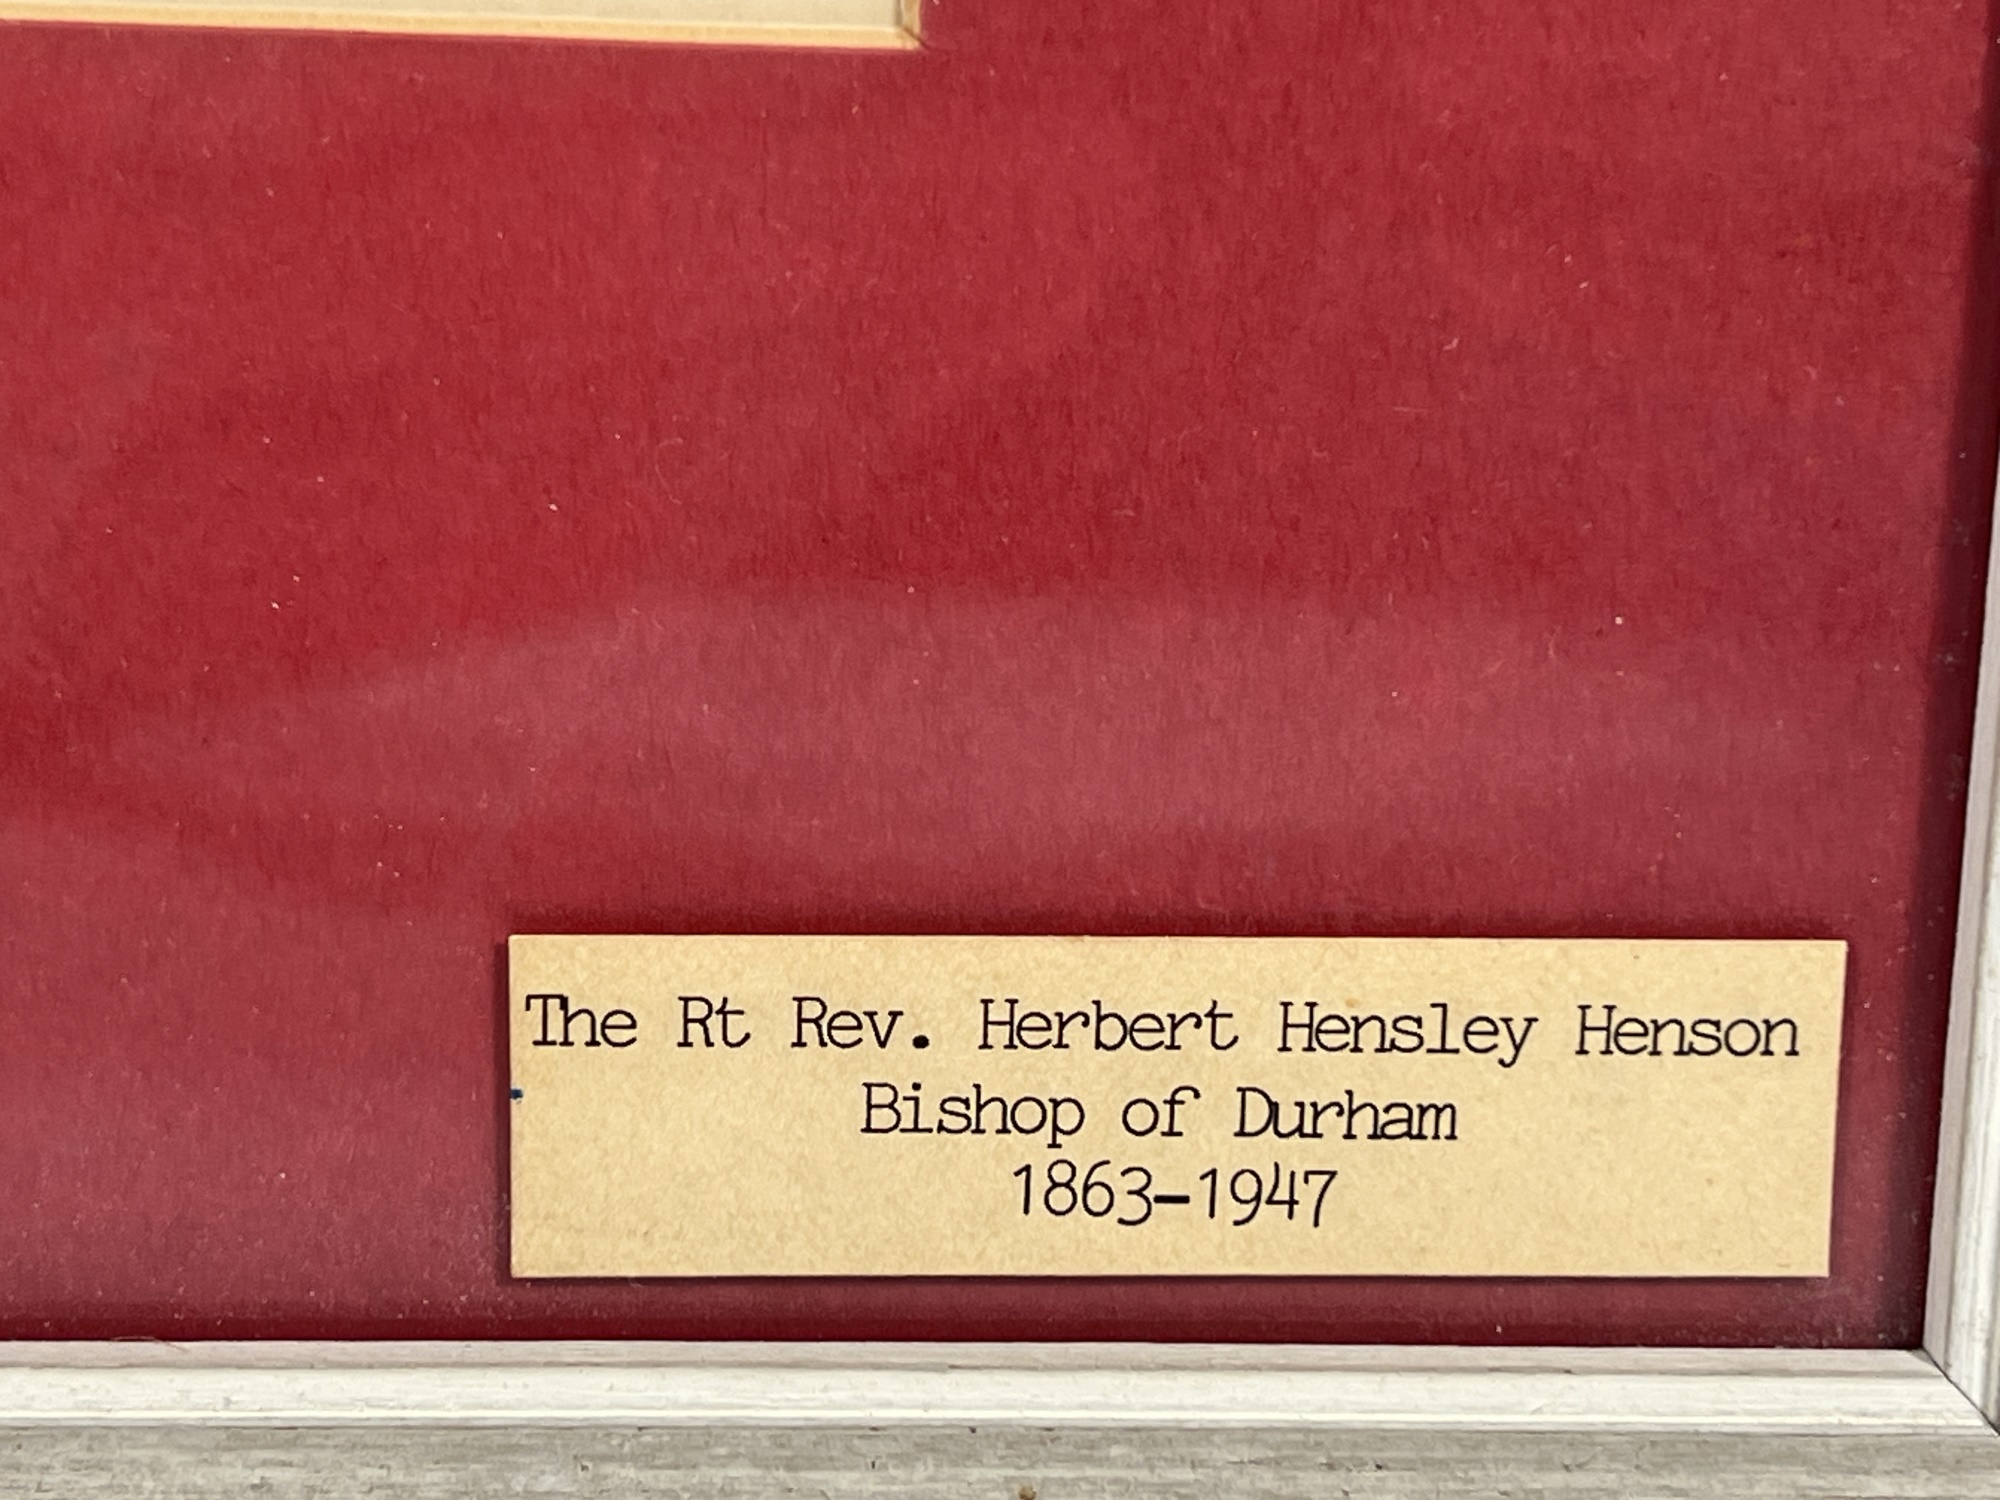 The Rt Rev. Herbert Hensley Henson
Bishop of Durham
1863-1947